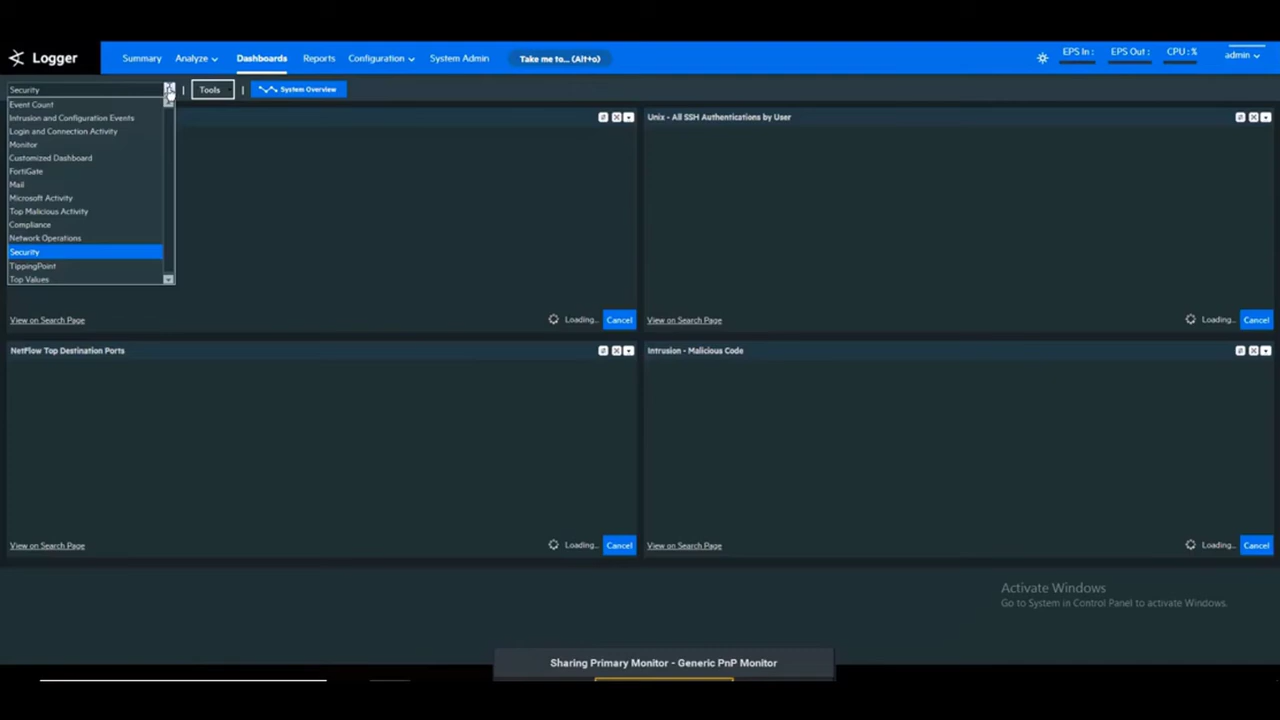 Logger
Summary
Analyze
Dashboards
Reports
Configuration
System Admin
Take me to... (Alt+o)
EPS In :
EPS Out :
CPU : %
admin
Security
Tools
System Overview
Event Count
Intrusion and Configuration Events
Login and Connection Activity
Monitor
Customized Dashboard
FortiGate
Mail
Microsoft Activity
Top Malicious Activity
Compliance
Network Operations
Security
TippingPoint
Top Values
Unix - All SSH Authentications by User
View on Search Page
Loading...
Cancel
View on Search Page
Loading...
Cancel
NetFlow Top Destination Ports
Intrusion - Malicious Code
View on Search Page
Loading...
Cancel
View on Search Page
Loading...
Cancel
Activate Windows
Go to System in Control Panel to activate Windows.
Sharing Primary Monitor - Generic PnP Monitor